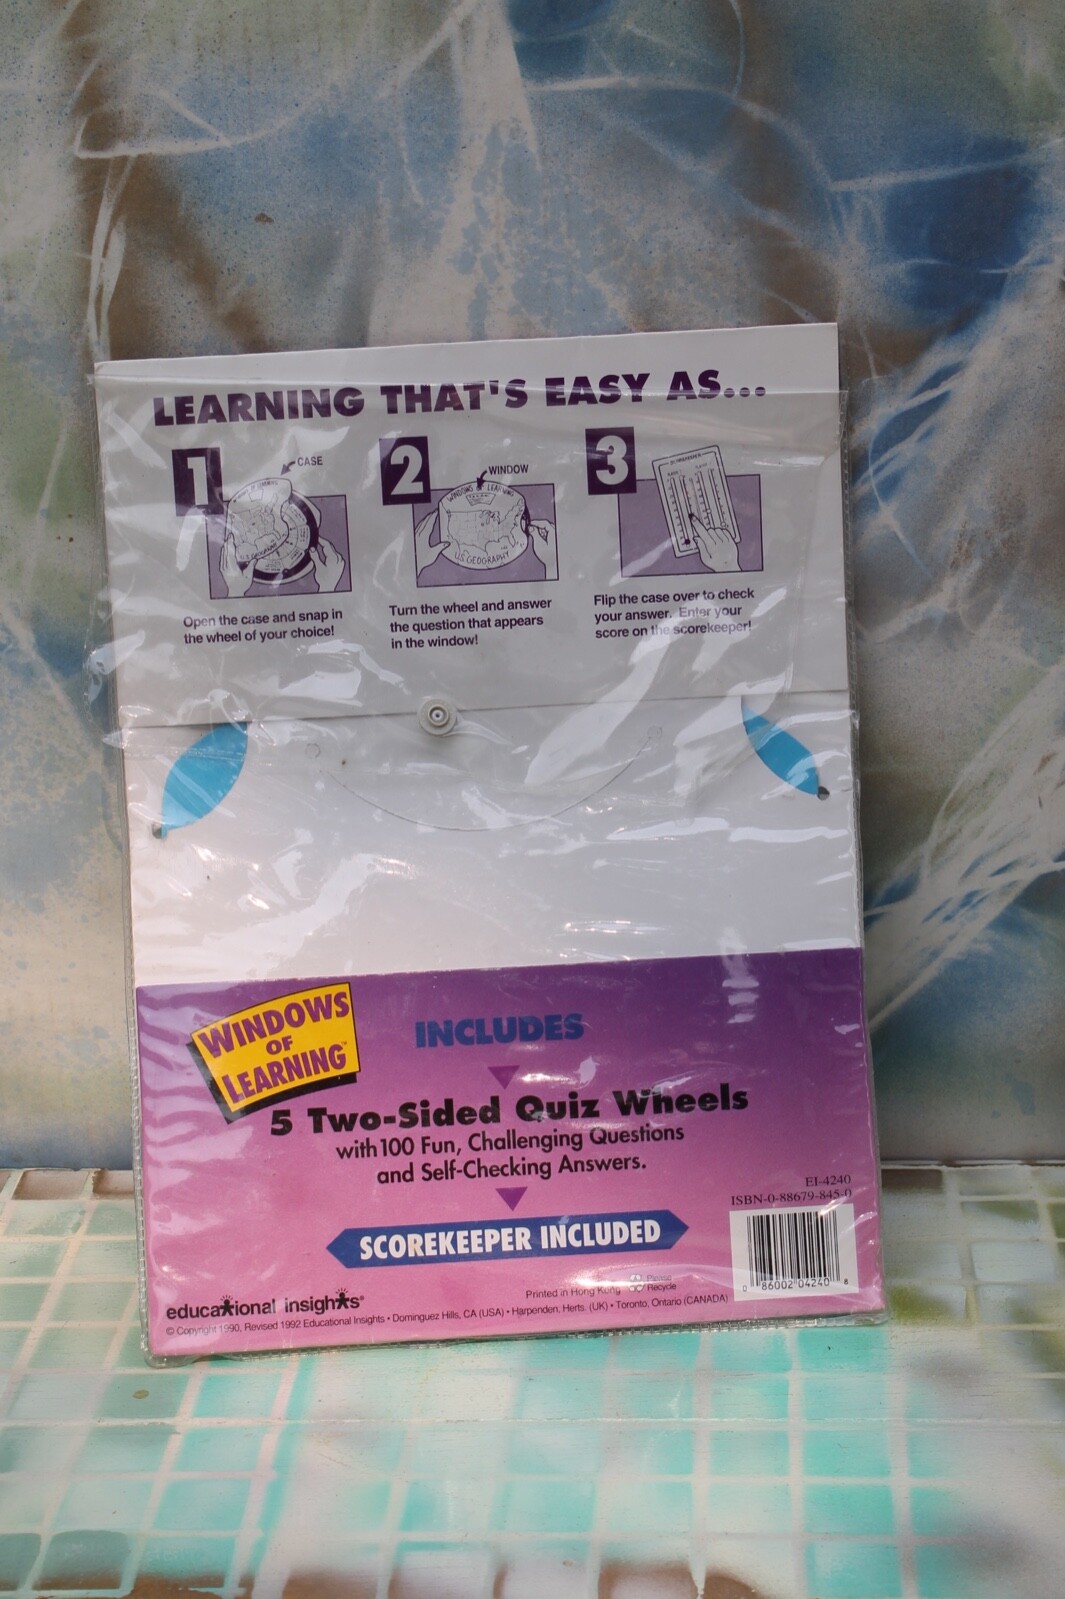 LEARNING THAT'S EASY AS...
1
CASE
U.S. GEOGRAPHY
Open the case and snap in
the wheel of your choice!
2
WINDOW
WINDOWS OF LEARNING
U.S. GEOGRAPHY
Turn the wheel and answer
the question that appears
in the window!
3
SCOREKEEPER
Flip the case over to check
your answer. Enter your
score on the scorekeeper!
WINDOWS
OF
LEARNING™
INCLUDES
5 Two-Sided Quiz Wheels
with 100 Fun, Challenging Questions
and Self-Checking Answers.
SCOREKEEPER INCLUDED
EI-4240
ISBN-0-88679-845-0
0 86002 04240 8
Printed in Hong Kong
Please
Recycle
educational insights®
© Copyright 1990, Revised 1992 Educational Insights • Dominguez Hills, CA (USA) • Harpenden, Herts. (UK) • Toronto, Ontario (CANADA)